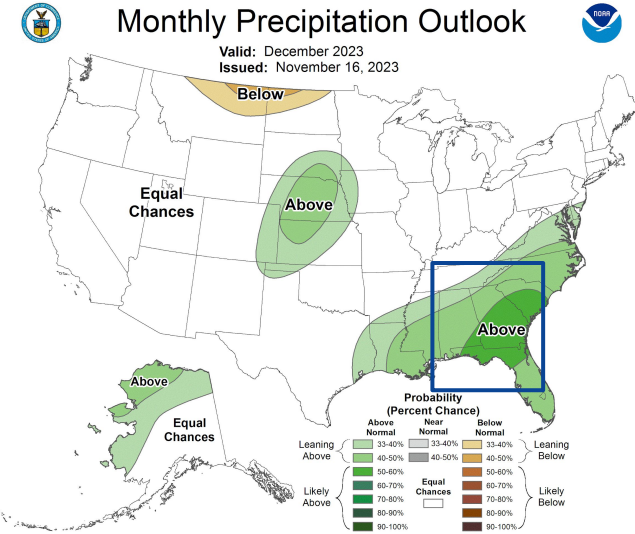 Monthly Precipitation Outlook
Valid: December 2023
Issued: November 16, 2023
NOAA
Below
Equal
Chances
Above
Above
Above
Equal
Chances
Probability
(Percent Chance)
Above
Normal
Near
Normal
Below
Normal
Leaning
Above
33-40%
40-50%
33-40%
40-50%
33-40%
40-50%
Leaning
Below
Likely
Above
50-60%
60-70%
70-80%
80-90%
90-100%
Equal
Chances
50-60%
60-70%
70-80%
80-90%
90-100%
Likely
Below